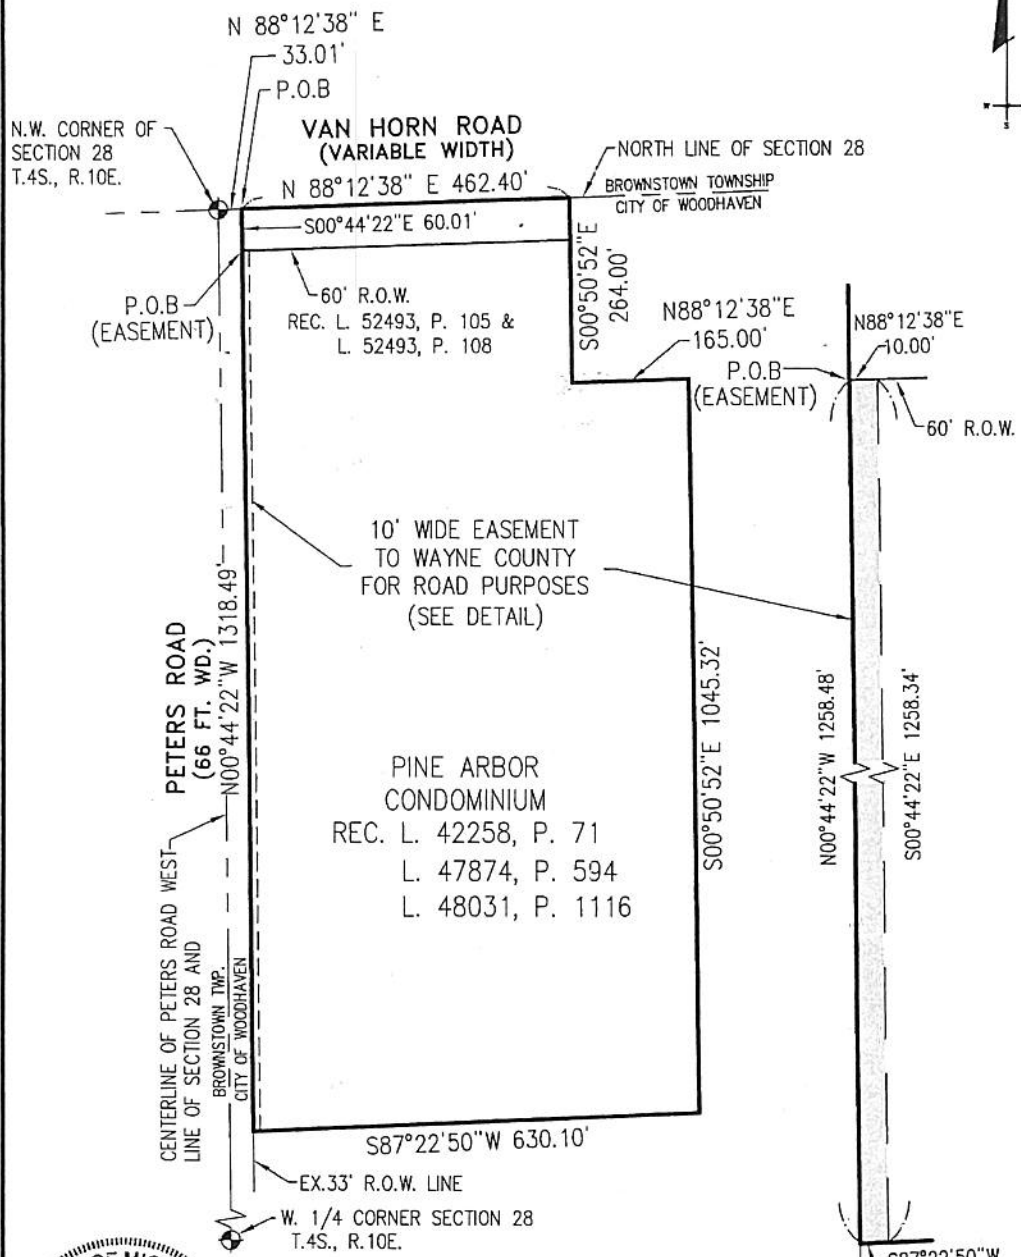 N 88°12'38" E
33.01'
P.O.B
N.W. CORNER OF
SECTION 28
T.4S., R.10E.
VAN HORN ROAD
(VARIABLE WIDTH)
NORTH LINE OF SECTION 28
BROWNSTOWN TOWNSHIP
CITY OF WOODHAVEN
N 88°12'38" E 462.40'
S00°44'22"E 60.01'
W
S
P.O.B
(EASEMENT)
60' R.O.W.
REC. L. 52493, P. 105 &
L. 52493, P. 108
S00°50'52"E
264.00'
N88°12'38"E
165.00'
P.O.B
(EASEMENT)
N88°12'38"E
10.00'
60' R.O.W.
10' WIDE EASEMENT
TO WAYNE COUNTY
FOR ROAD PURPOSES
(SEE DETAIL)
PETERS ROAD
(66 FT. WD.)
N00°44'22"W 1318.49'
S00°50'52"E 1045.32'
N00°44'22"W 1258.48'
S00°44'22"E 1258.34'
PINE ARBOR
CONDOMINIUM
REC. L. 42258, P. 71
L. 47874, P. 594
L. 48031, P. 1116
CENTERLINE OF PETERS ROAD WEST
LINE OF SECTION 28 AND
BROWNSTOWN TWP.
CITY OF WOODHAVEN
S87°22'50"W 630.10'
EX.33' R.O.W. LINE
W. 1/4 CORNER SECTION 28
T.4S., R.10E.
S87°22'50"W
OF MIC